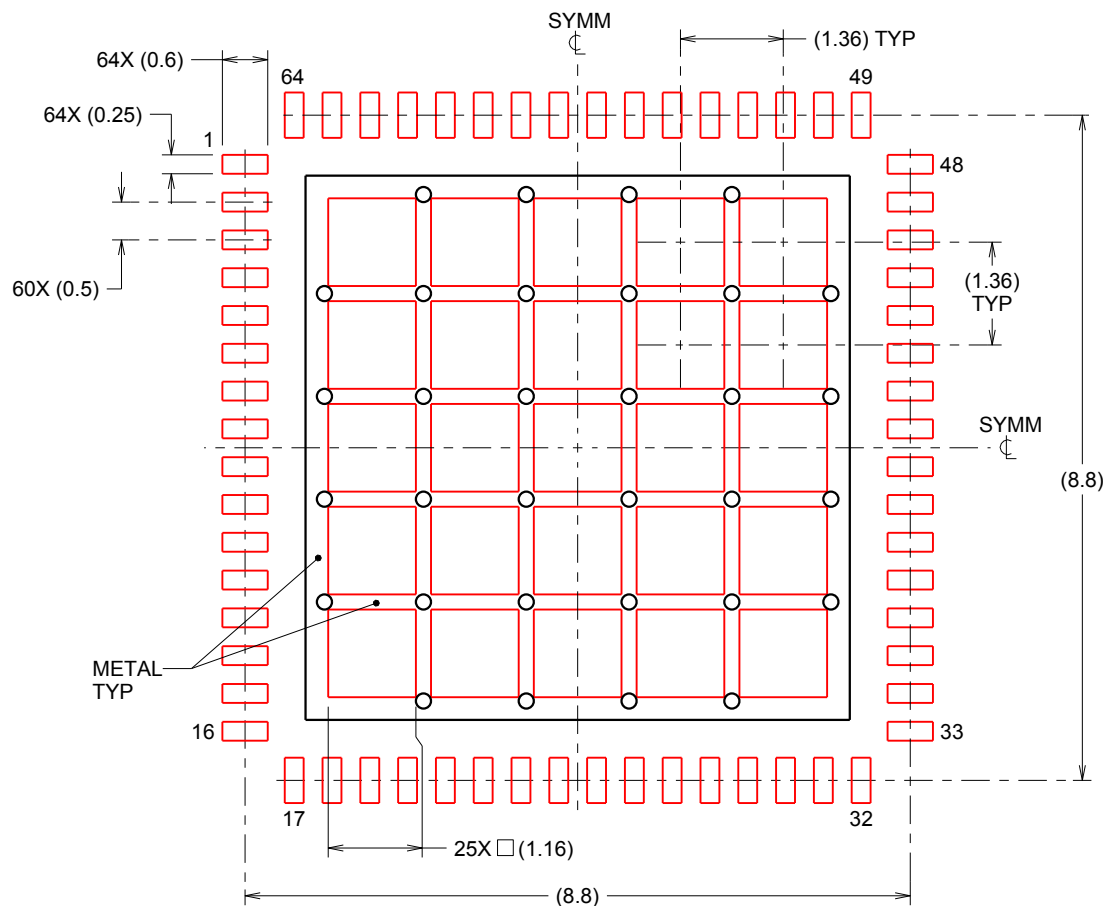 SYMM
℄
(1.36) TYP
64X (0.6)
64
49
64X (0.25)
1
48
60X (0.5)
(1.36)
TYP
SYMM
℄
(8.8)
METAL
TYP
16
33
17
32
25X □ (1.16)
(8.8)